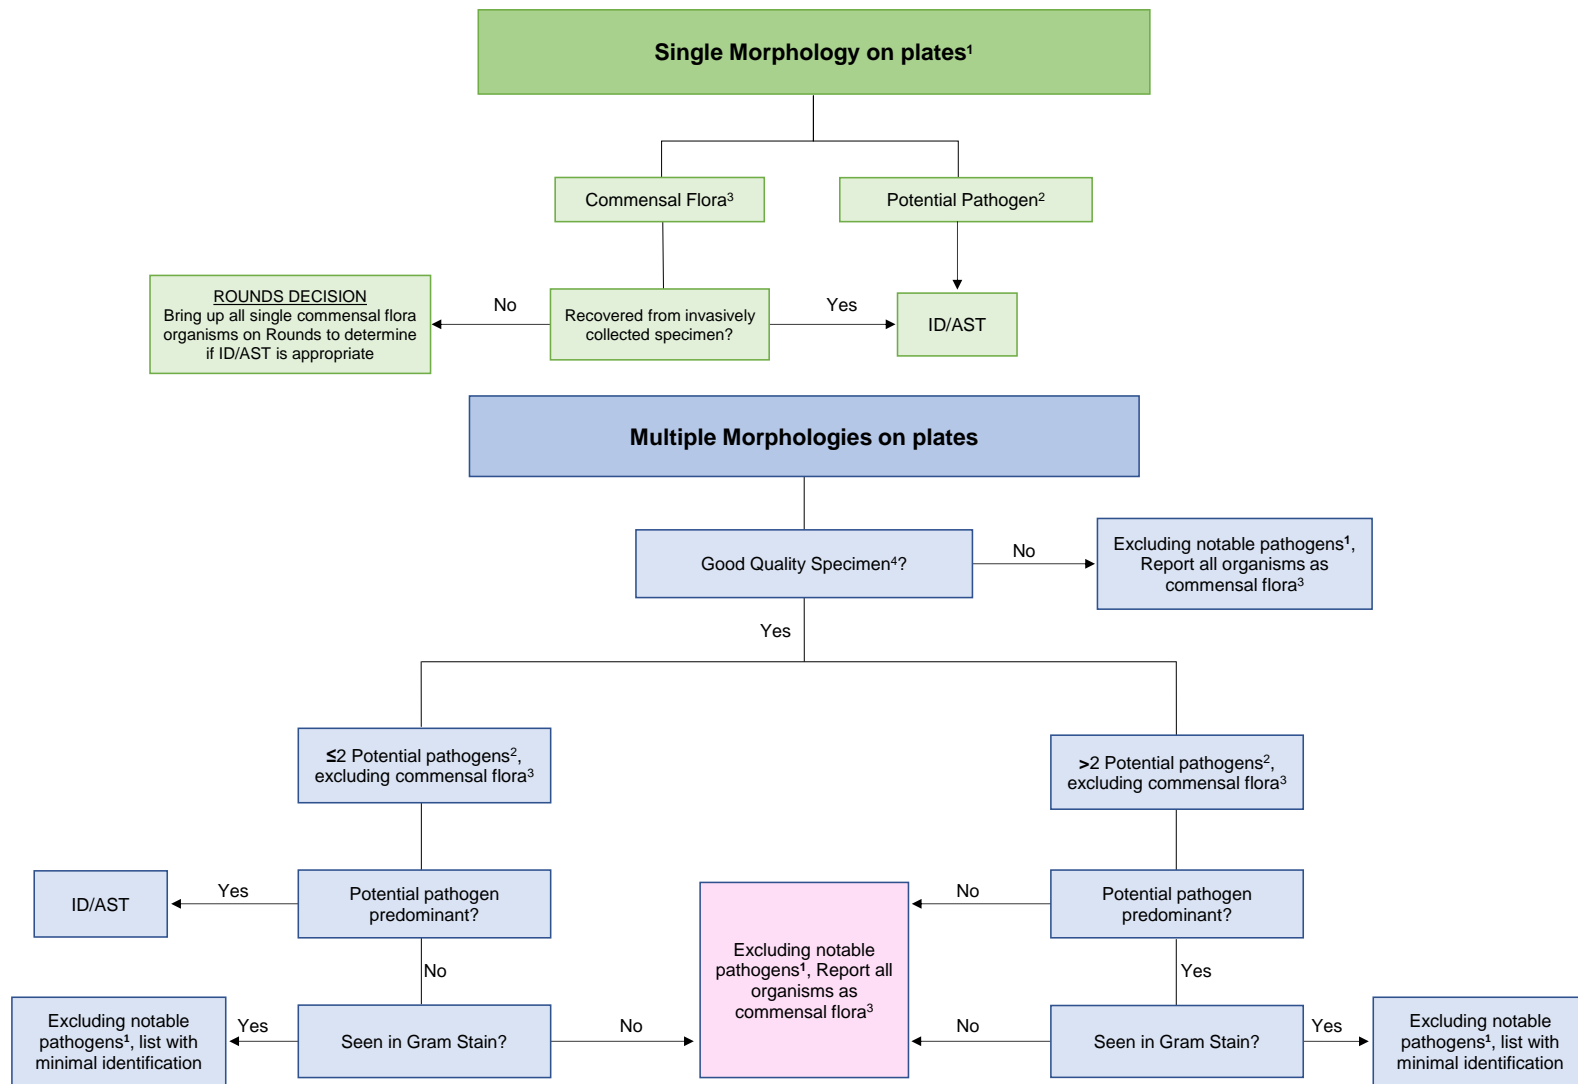 Single Morphology on plates¹
Commensal Flora³
Potential Pathogen²
ROUNDS DECISION
Bring up all single commensal flora
organisms on Rounds to determine
if ID/AST is appropriate
No
Recovered from invasively
collected specimen?
Yes
ID/AST
Multiple Morphologies on plates
Good Quality Specimen⁴?
No
Excluding notable pathogens¹,
Report all organisms as
commensal flora³
Yes
≤2 Potential pathogens²,
excluding commensal flora³
>2 Potential pathogens²,
excluding commensal flora³
ID/AST
Yes
Potential pathogen
predominant?
No
Potential pathogen
predominant?
No
Excluding notable
pathogens¹, Report all
organisms as
commensal flora³
Yes
Excluding notable
pathogens¹, list with
minimal identification
Yes
Seen in Gram Stain?
No
No
Seen in Gram Stain?
Yes
Excluding notable
pathogens¹, list with
minimal identification